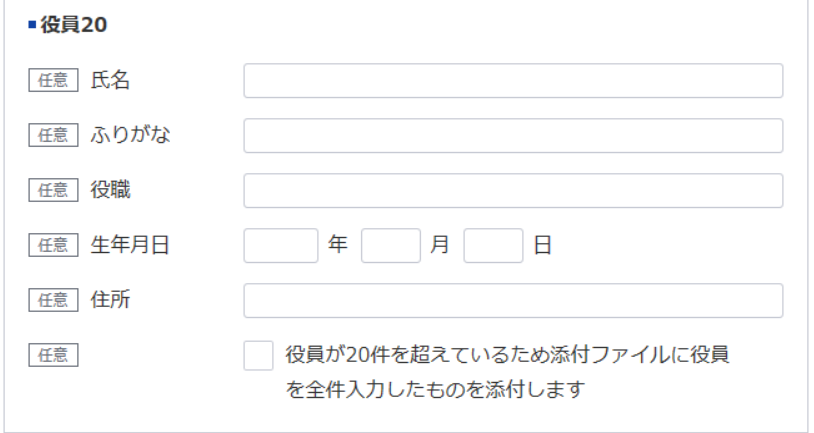 役員20
任意 氏名
任意 ふりがな
任意 役職
任意 生年月日 年 月 日
任意 住所
任意 役員が20件を超えているため添付ファイルに役員
を全件入力したものを添付します